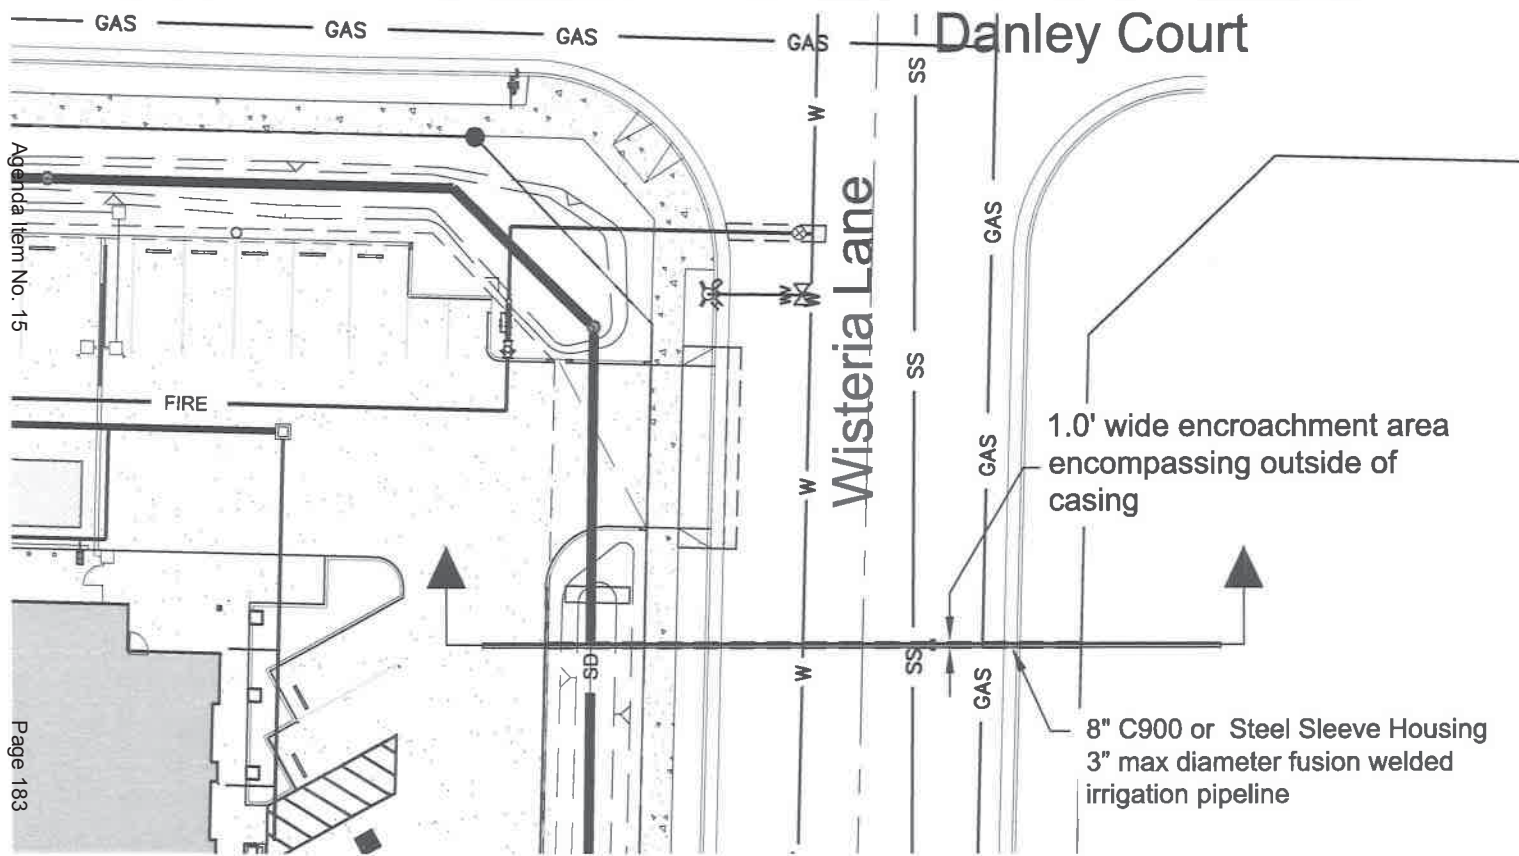 GAS
GAS
GAS
GAS
Danley Court
SS
W
GAS
Wisteria Lane
W
W
Agenda Item No. 15
FIRE
SS
GAS
W
1.0' wide encroachment area
encompassing outside of
casing
SD
W
SS
GAS
8" C900 or Steel Sleeve Housing
3" max diameter fusion welded
irrigation pipeline
Page 183